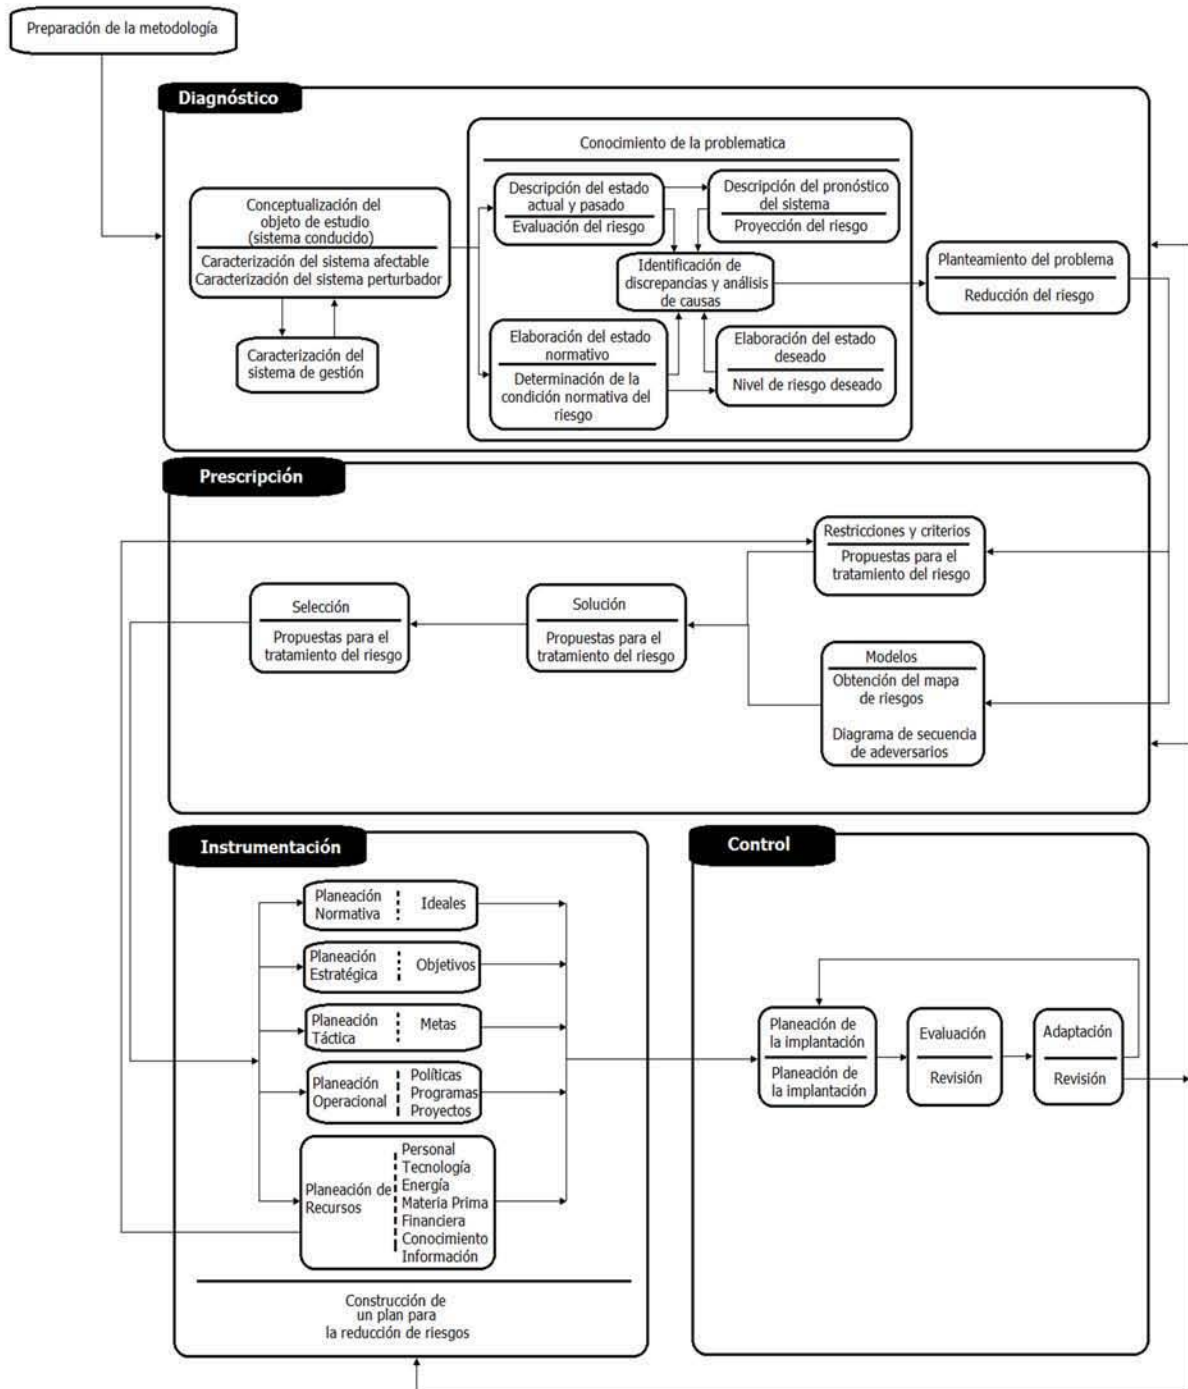 Preparación de la metodología
Diagnóstico
Conocimiento de la problematica
Conceptualización del
objeto de estudio
(sistema conducido)
Caracterización del sistema afectable
Caracterización del sistema perturbador
Caracterización del
sistema de gestión
Descripción del estado
actual y pasado
Evaluación del riesgo
Descripción del pronóstico
del sistema
Proyección del riesgo
Identificación de
discrepancias y análisis
de causas
Elaboración del estado
normativo
Determinación de la
condición normativa del
riesgo
Elaboración del estado
deseado
Nivel de riesgo deseado
Planteamiento del problema
Reducción del riesgo
Prescripción
Restricciones y criterios
Propuestas para el
tratamiento del riesgo
Selección
Propuestas para el
tratamiento del riesgo
Solución
Propuestas para el
tratamiento del riesgo
Modelos
Obtención del mapa
de riesgos
Diagrama de secuencia
de adeversarios
Instrumentación
Planeación
Normativa
Ideales
Planeación
Estratégica
Objetivos
Planeación
Táctica
Metas
Planeación
Operacional
Políticas
Programas
Proyectos
Planeación de
Recursos
Personal
Tecnología
Energía
Materia Prima
Financiera
Conocimiento
Información
Construcción de
un plan para
la reducción de riesgos
Control
Planeación de
la implantación
Planeación de
la implantación
Evaluación
Revisión
Adaptación
Revisión